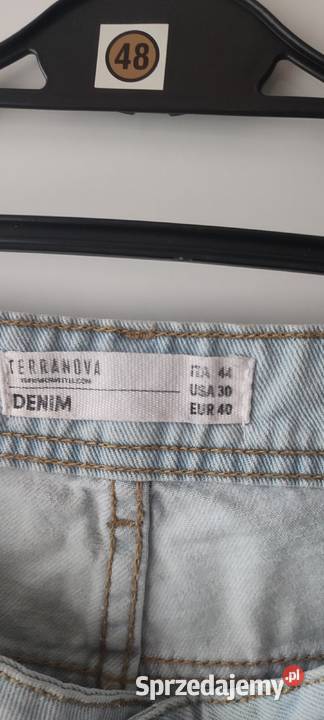 48
TERRANOVA
DENIM
ITA 44
USA 30
EUR 40
Sprzedajemy.pl